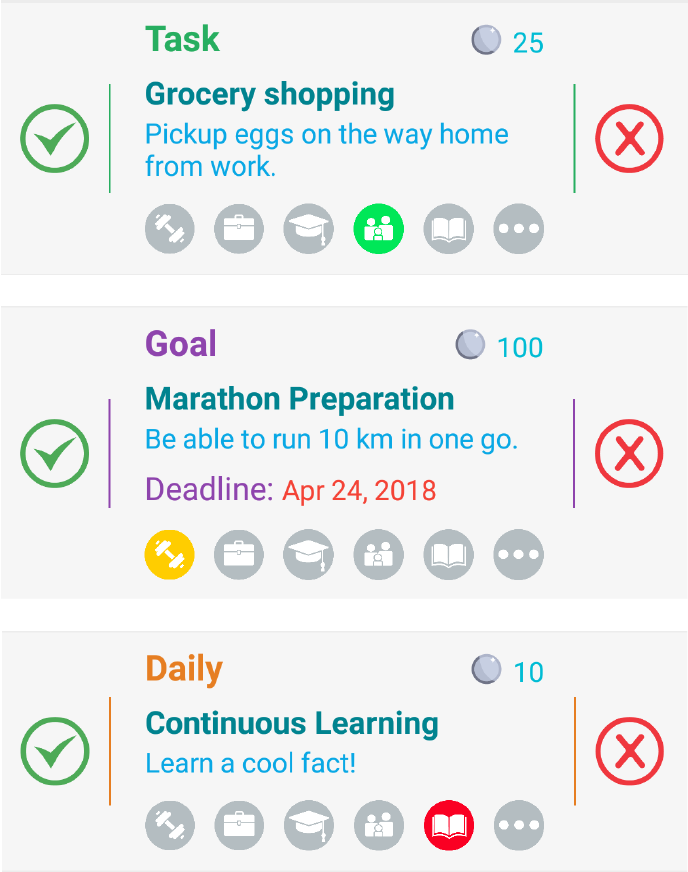 Task
25
Grocery shopping
Pickup eggs on the way home
from work.
Goal
100
Marathon Preparation
Be able to run 10 km in one go.
Deadline: Apr 24, 2018
Daily
10
Continuous Learning
Learn a cool fact!